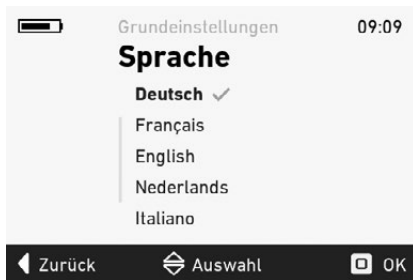 Grundeinstellungen 09:09
Sprache
Deutsch
Français
English
Nederlands
Italiano
Zurück Auswahl OK